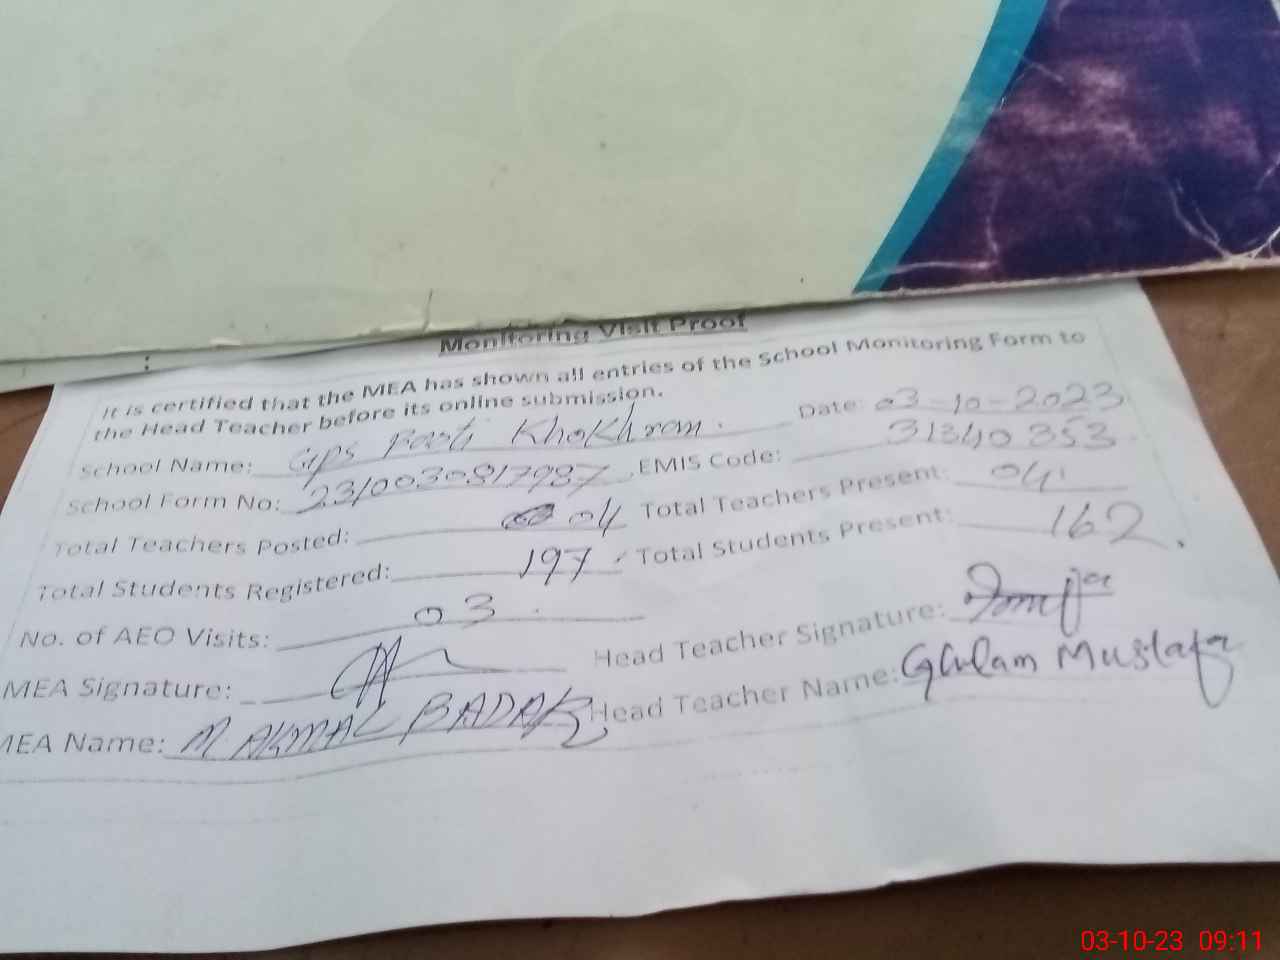 Monitoring Visit Proof
It is certified that the MEA has shown all entries of the School Monitoring Form to
the Head Teacher before its online submission.
School Name: GPS Basti Khokhran. Date: 03-10-2023
School Form No: 2310030817987 EMIS Code: 31340353
Total Teachers Posted: 04 Total Teachers Present: 04
Total Students Registered: 197 Total Students Present: 162.
No. of AEO Visits: 03
MEA Signature: Head Teacher Signature:
MEA Name: M. AKMAL BADAR Head Teacher Name: Ghulam Mustafa
03-10-23 09:11